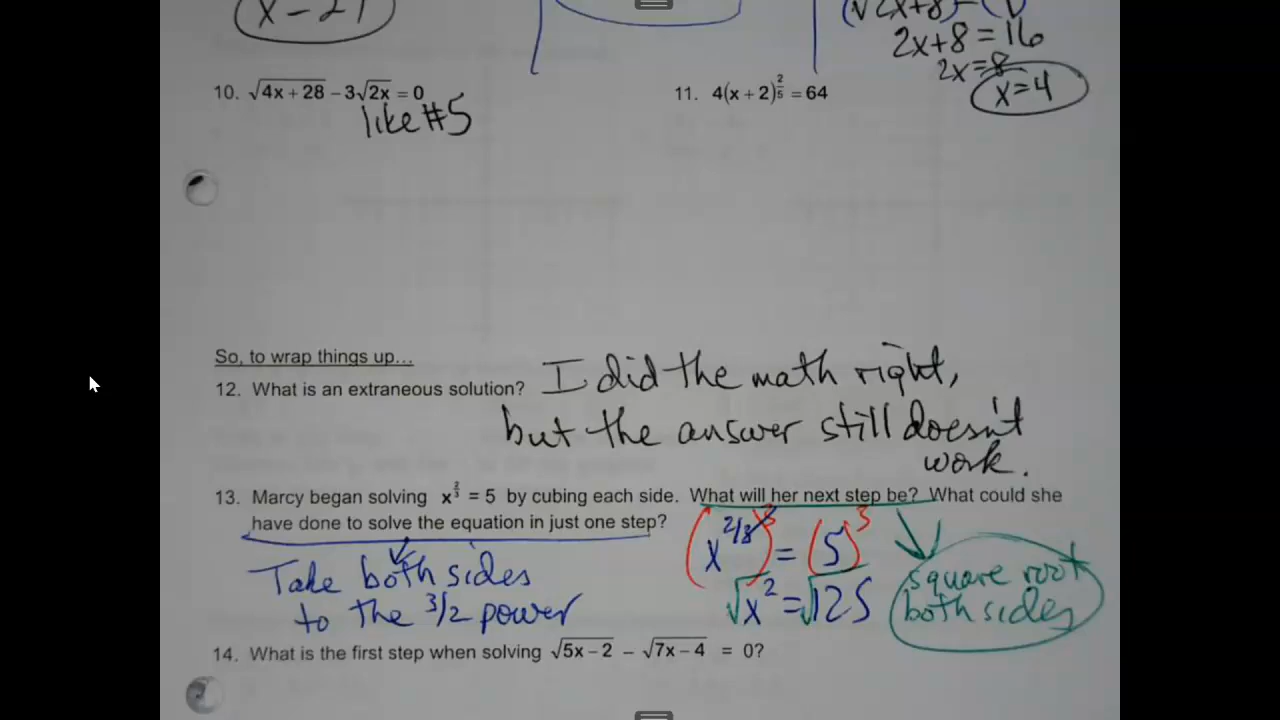 x – 21
(√2x+8) = (
2x+8 = 16
2x = 8
x = 4
10. √4x + 28 – 3√2x = 0
like #5
11. 4(x + 2)^(2/5) = 64
So, to wrap things up…
12. What is an extraneous solution?
I did the math right,
but the answer still doesn't
work.
13. Marcy began solving x^(2/3) = 5 by cubing each side. What will her next step be? What could she
have done to solve the equation in just one step?
(x^(2/3))^3 = (5)^3
√x² = √125
square root
both sides
Take both sides
to the 3/2 power
14. What is the first step when solving √5x – 2 – √7x – 4 = 0?